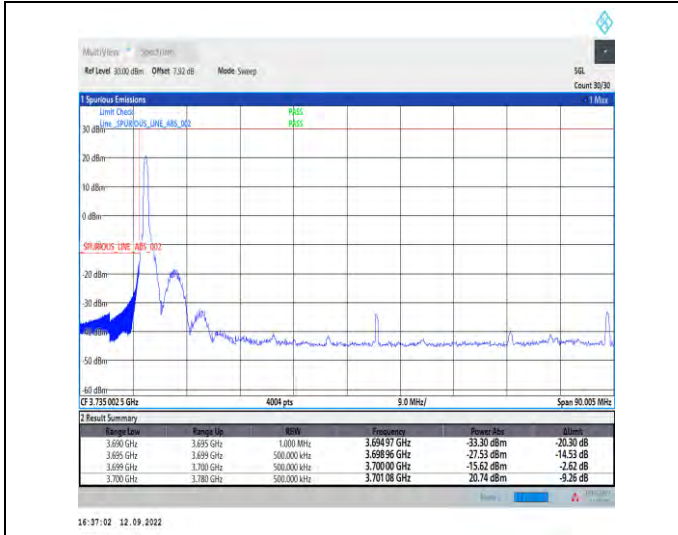 MultiView Spectrum
Ref Level 30.00 dBm Offset 7.92 dB Mode Sweep SGL
Count 30/30
1 Spurious Emissions 1 Max
Limit Check PASS
Line _SPURIOUS_LINE_ABS_002 PASS
30 dBm
20 dBm
10 dBm
0 dBm
_SPURIOUS_LINE_ABS_002
-20 dBm
-30 dBm
-40 dBm
-50 dBm
-60 dBm
CF 3.735 002 5 GHz 4004 pts 9.0 MHz/ Span 90.005 MHz
2 Result Summary
Range Low Range Up RBW Frequency Power Abs ΔLimit
3.690 GHz 3.695 GHz 1.000 MHz 3.694 97 GHz -33.30 dBm -20.30 dB
3.695 GHz 3.699 GHz 500.000 kHz 3.698 96 GHz -27.53 dBm -14.53 dB
3.699 GHz 3.700 GHz 500.000 kHz 3.700 00 GHz -15.62 dBm -2.62 dB
3.700 GHz 3.780 GHz 500.000 kHz 3.701 08 GHz 20.74 dBm -9.26 dB
16:37:02 12.09.2022